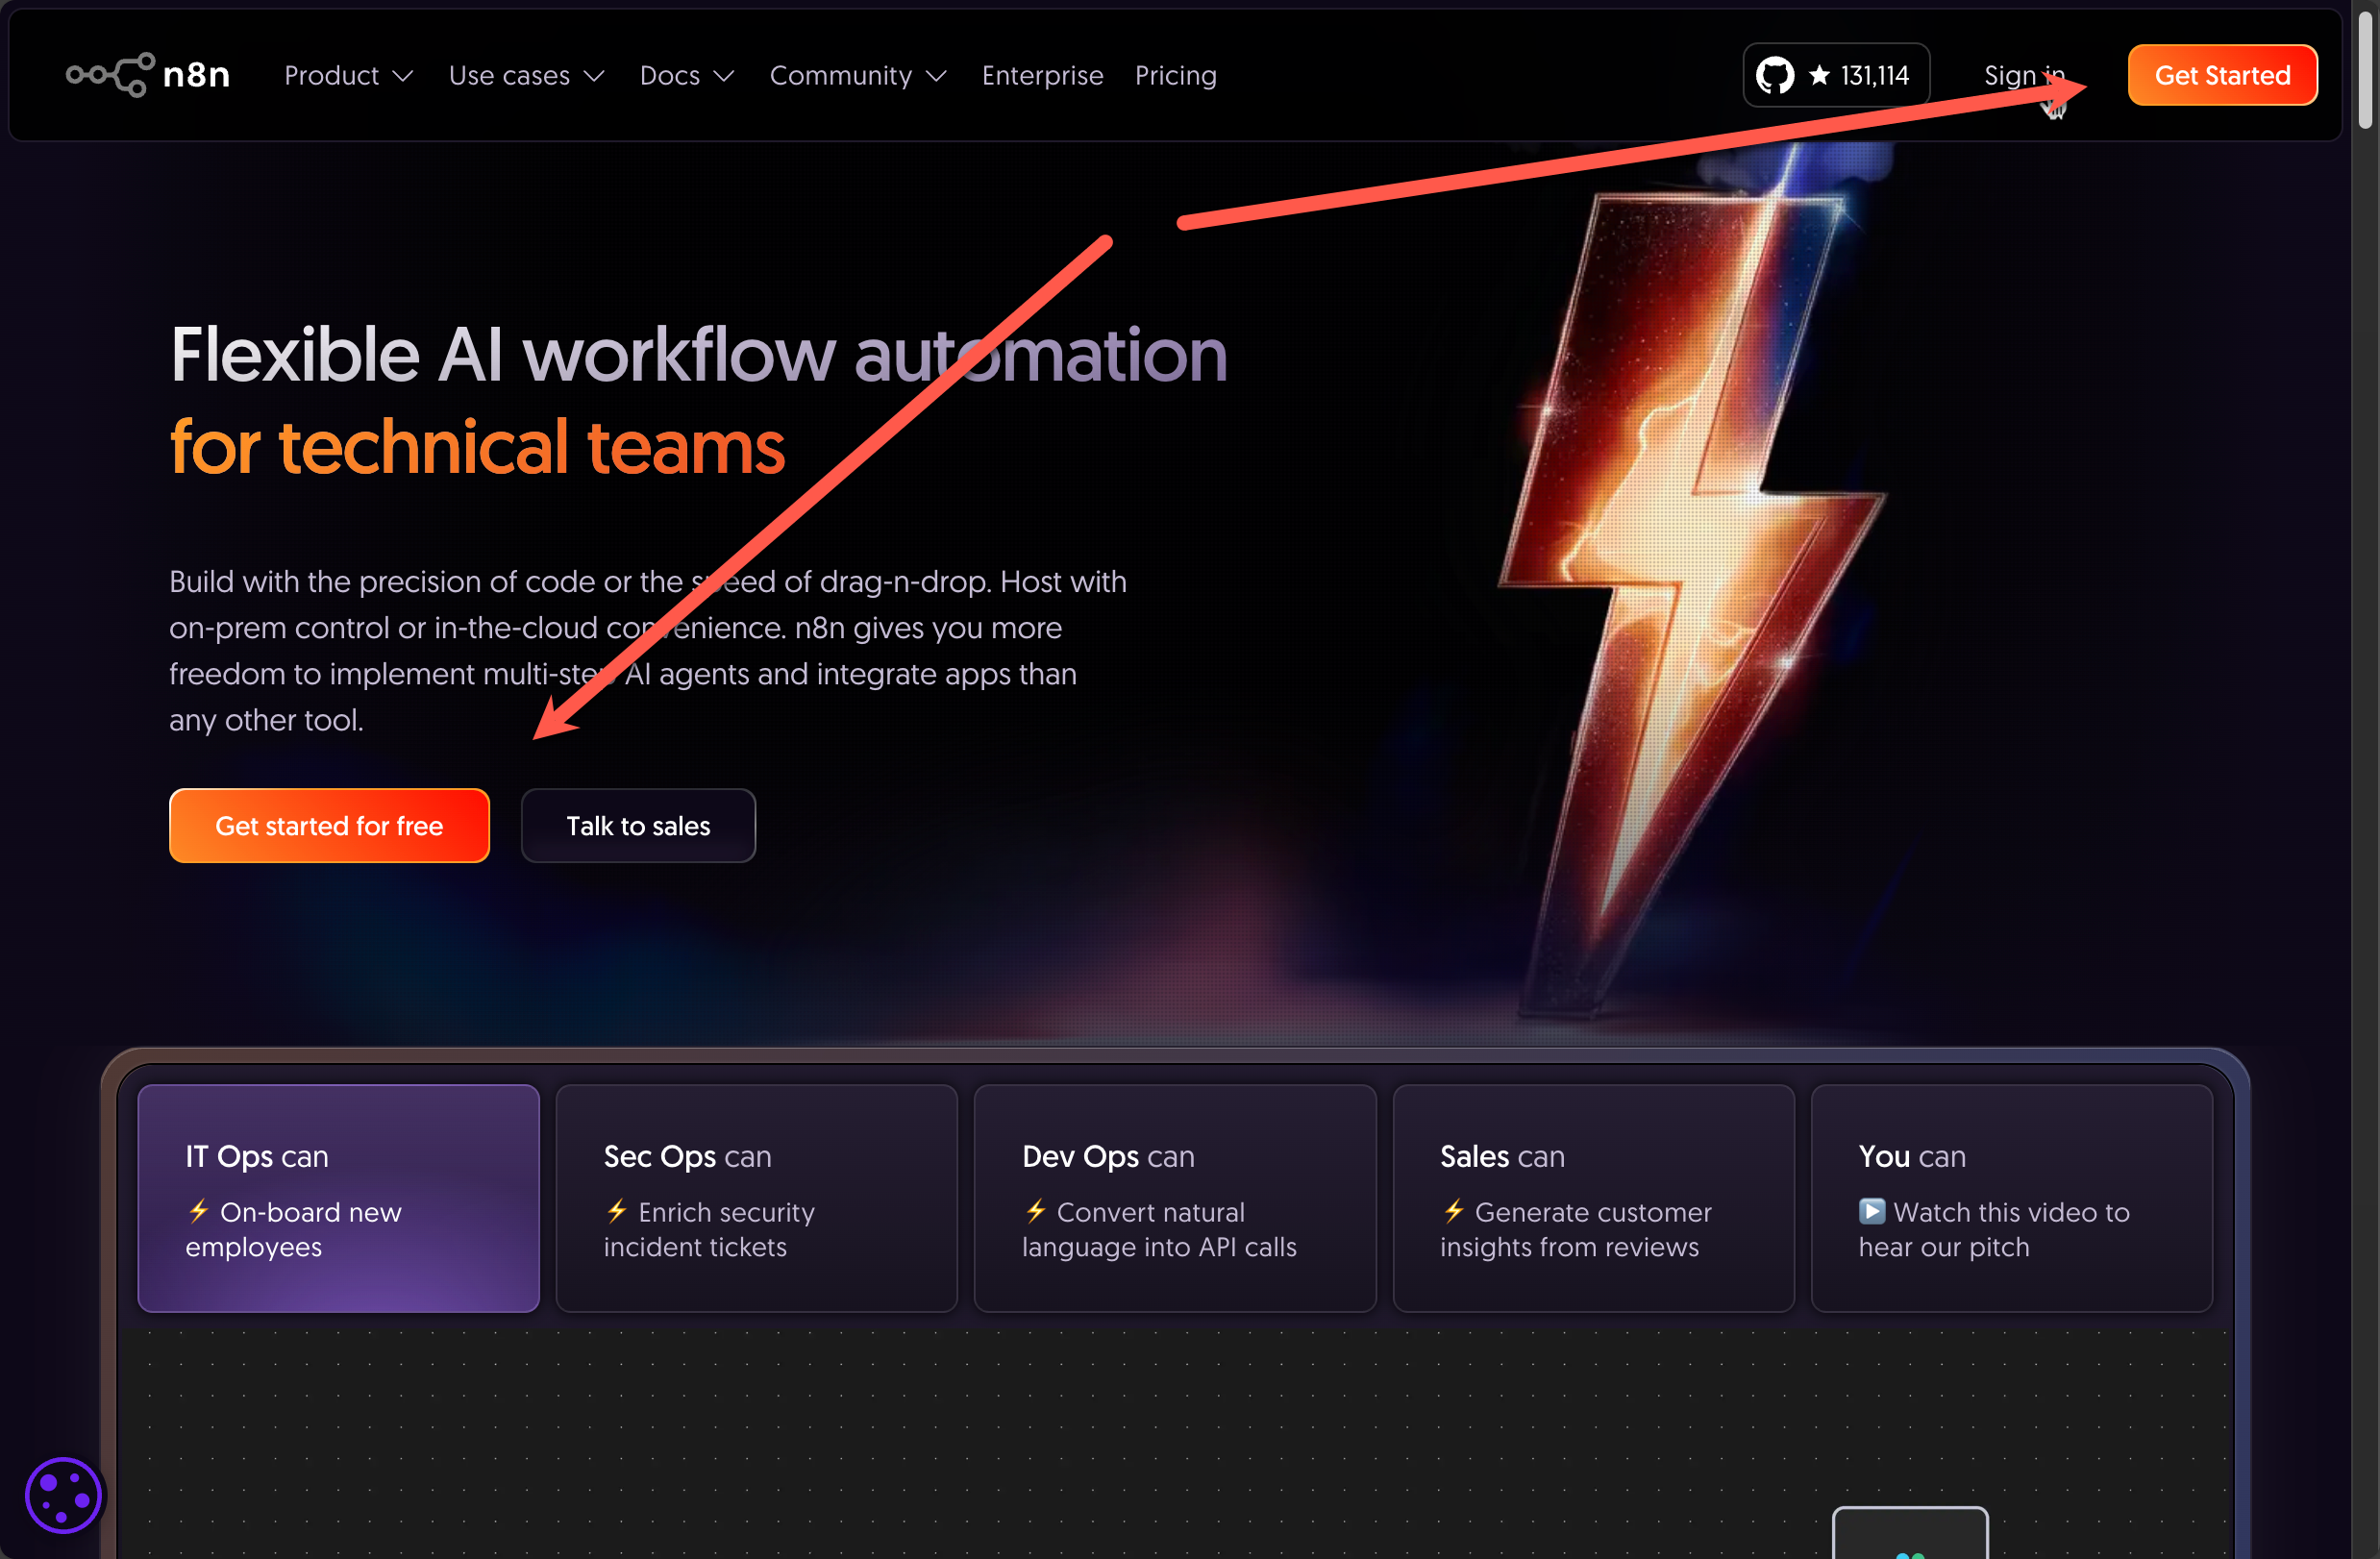 n8n
Product
Use cases
Docs
Community
Enterprise
Pricing
131,114
Sign in
Get Started
Flexible AI workflow automation
for technical teams
Build with the precision of code or the speed of drag-n-drop. Host with
on-prem control or in-the-cloud convenience. n8n gives you more
freedom to implement multi-step AI agents and integrate apps than
any other tool.
Get started for free
Talk to sales
IT Ops can
⚡ On-board new
employees
Sec Ops can
⚡ Enrich security
incident tickets
Dev Ops can
⚡ Convert natural
language into API calls
Sales can
⚡ Generate customer
insights from reviews
You can
▶️ Watch this video to
hear our pitch